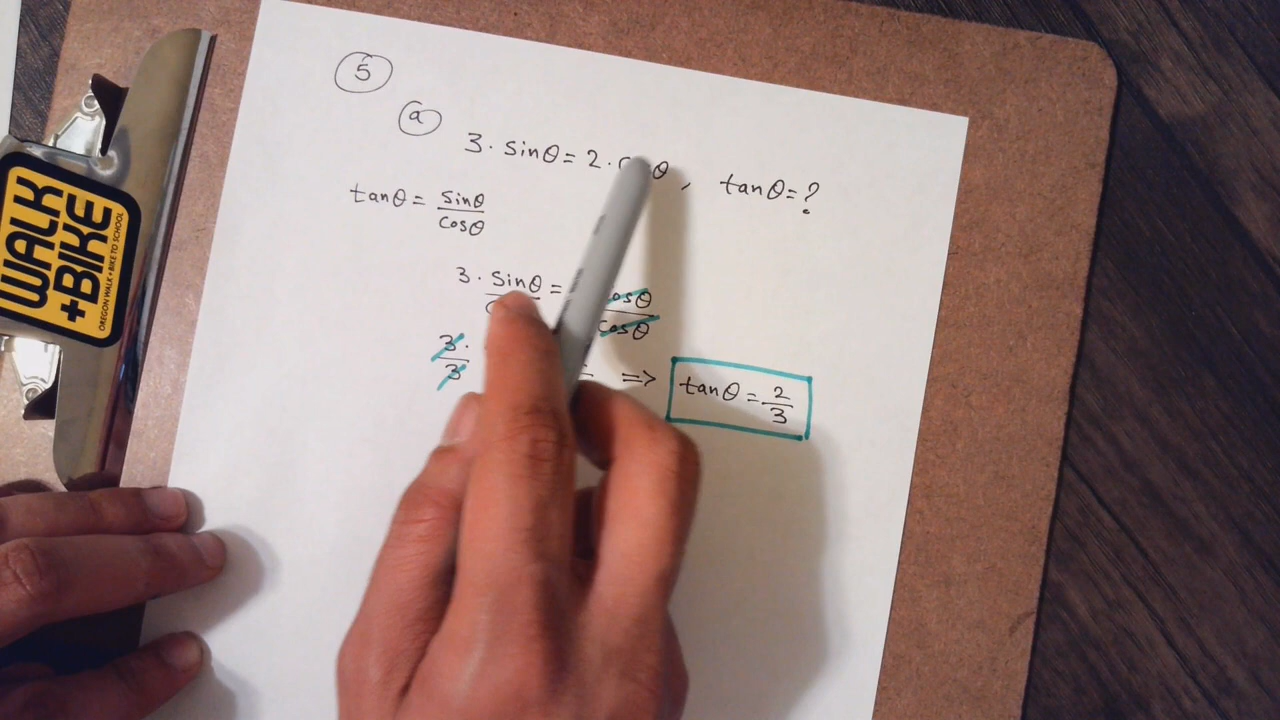 5
a
3 · sinθ = 2 · θ , tanθ = ?
tanθ = sinθ
cosθ
3 · sinθ = cosθ
cosθ
3 ·
3
=> tanθ = 2
3
WALK
+BIKE
OREGON WALK + BIKE TO SCHOOL